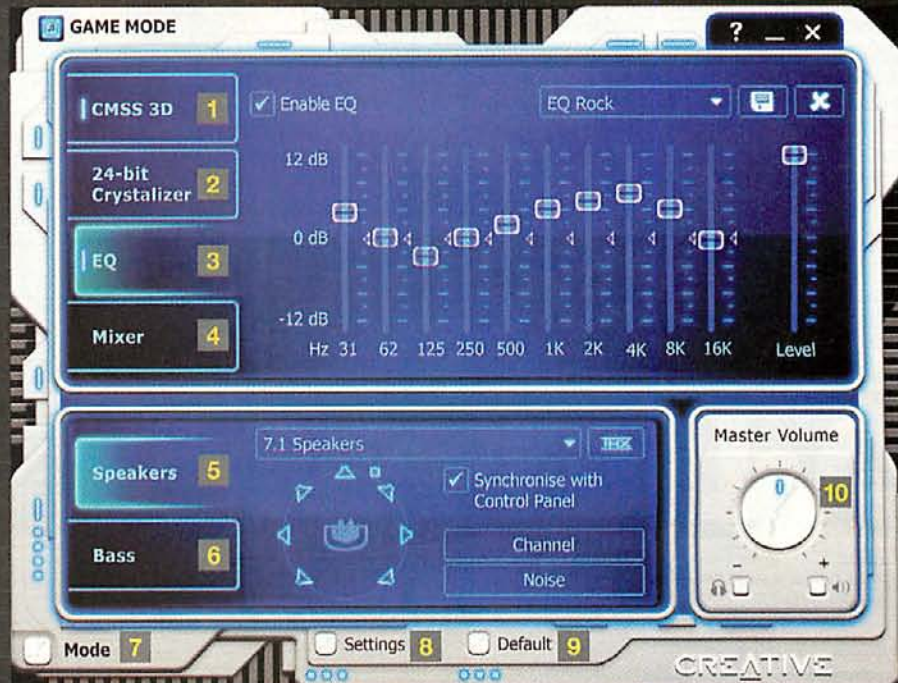 GAME MODE
? _ X
CMSS 3D 1
24-bit
Crystalizer 2
EQ 3
Mixer 4
Enable EQ
EQ Rock
12 dB
0 dB
-12 dB
Hz 31 62 125 250 500 1K 2K 4K 8K 16K Level
Speakers 5
Bass 6
7.1 Speakers
THX
Synchronise with
Control Panel
Channel
Noise
Master Volume
10
- +
Mode 7
Settings 8
Default 9
CREATIVE